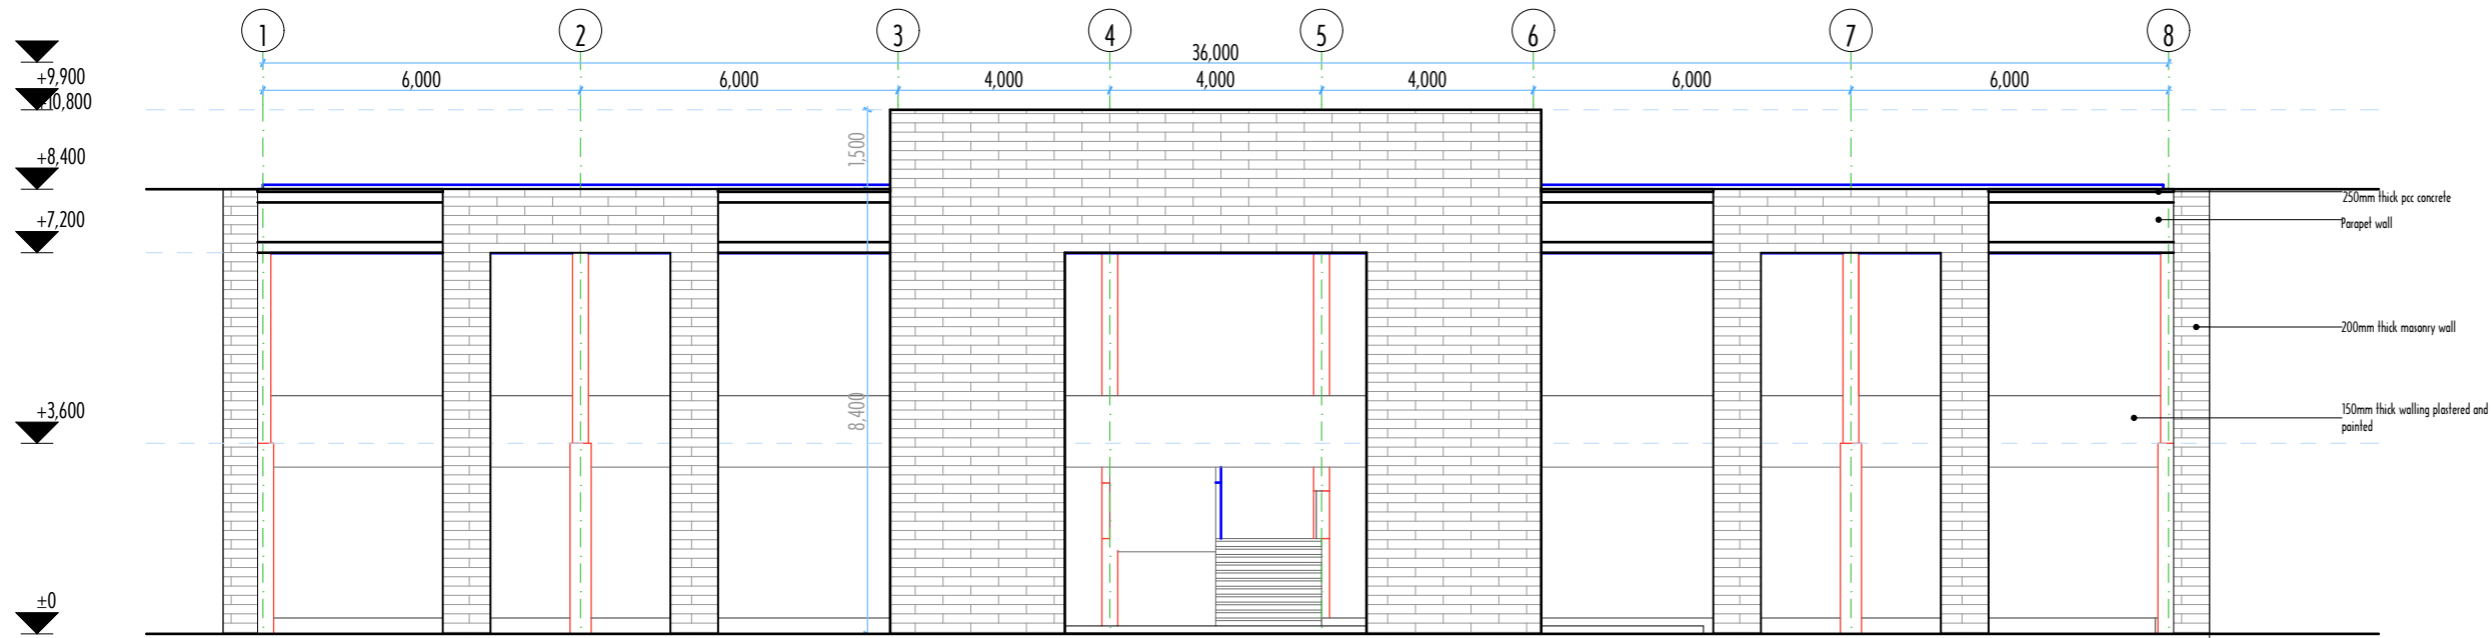 1 2 3 4 5 6 7 8
36,000
+9,900
6,000 6,000 4,000 4,000 4,000 6,000 6,000
+10,800
1,500
+8,400
250mm thick pcc concrete
+7,200
Parapet wall
200mm thick masonry wall
+3,600
8,400
150mm thick walling plastered and
painted
±0